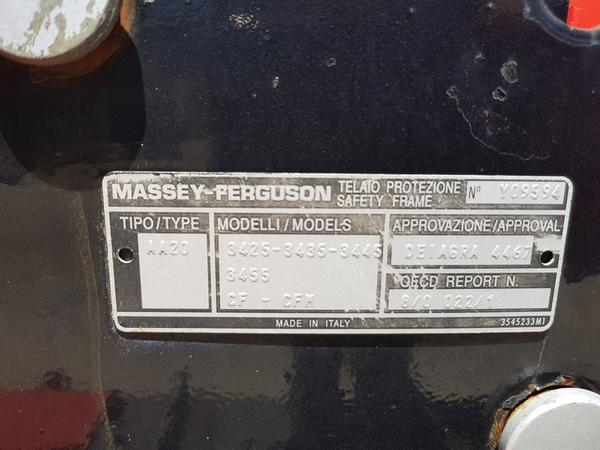 MASSEY-FERGUSON TELAIO PROTEZIONE N° Y09594
SAFETY FRAME
TIPO/TYPE MODELLI/MODELS APPROVAZIONE/APPROVAL
AA20 3425-3435-3445 DEIAGRA 4467
3455 OECD REPORT N.
CF - CFM 8/0 022/1
MADE IN ITALY 3545233M1